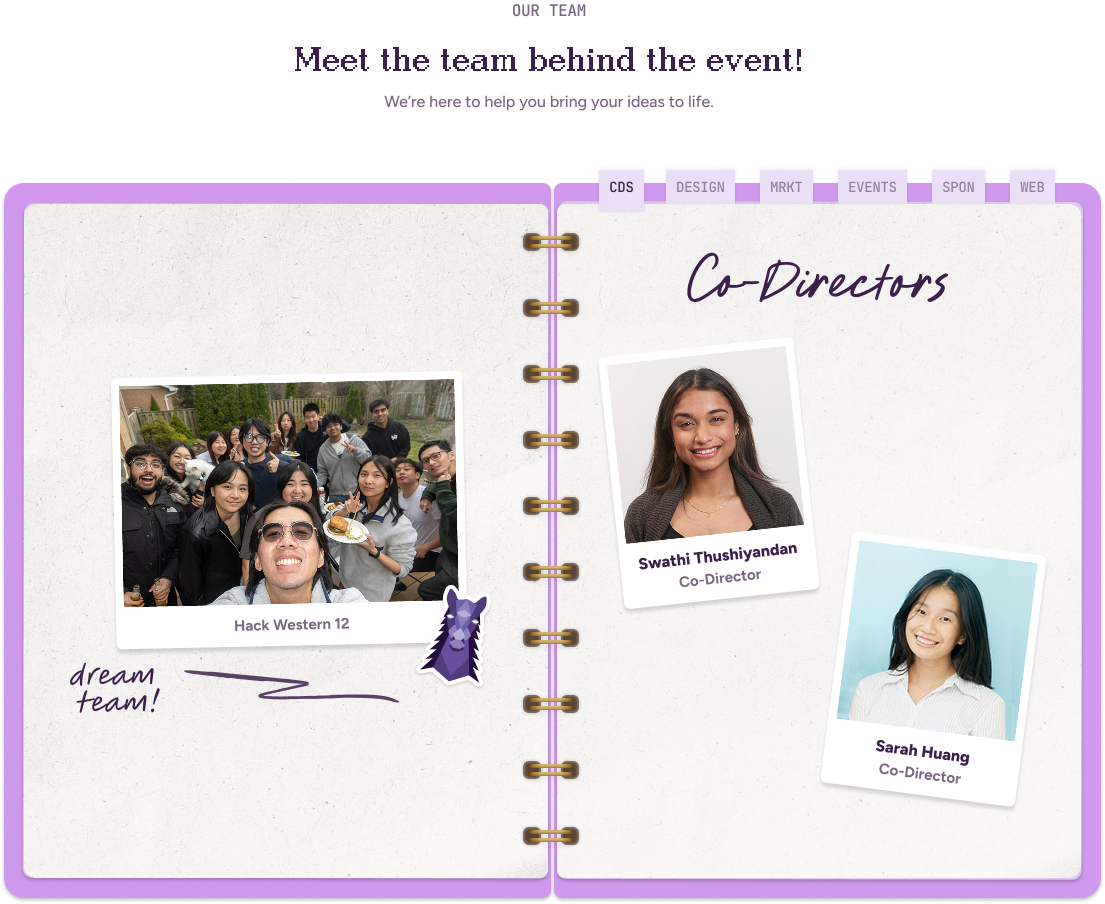 OUR TEAM
Meet the team behind the event!
We’re here to help you bring your ideas to life.
CDS
DESIGN
MRKT
EVENTS
SPON
WEB
Co-Directors
Hack Western 12
dream
team!
Swathi Thushiyandan
Co-Director
Sarah Huang
Co-Director